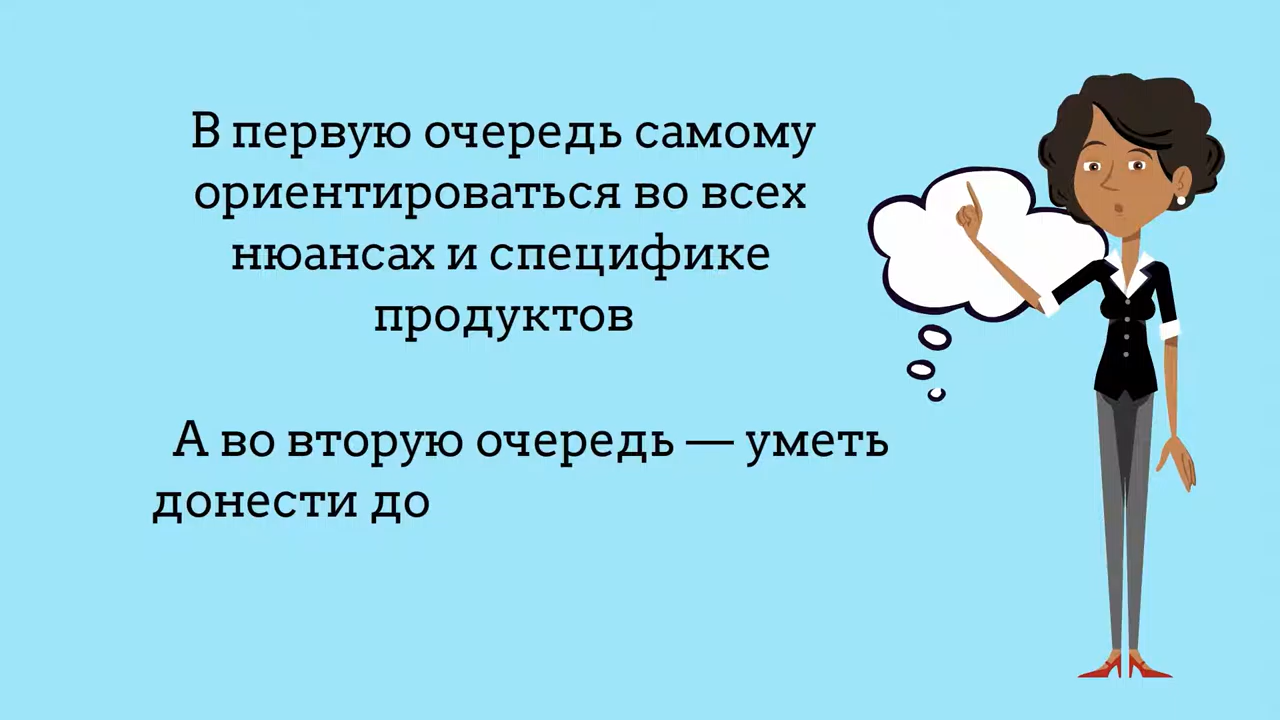 В первую очередь самому
ориентироваться во всех
нюансах и специфике
продуктов
А во вторую очередь — уметь
донести до